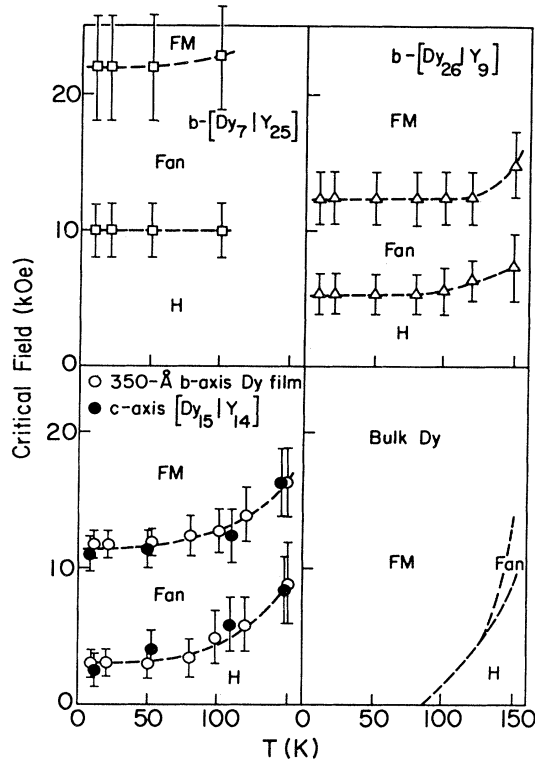 FM
20
b-[Dy7|Y25]
Fan
10
H
0
b-[Dy26|Y9]
FM
Fan
H
Critical Field (kOe)
○ 350-Å b-axis Dy film
● c-axis [Dy15|Y14]
20
FM
10
Fan
H
0
0 50 100
Bulk Dy
FM
Fan
H
0 50 100 150
T (K)